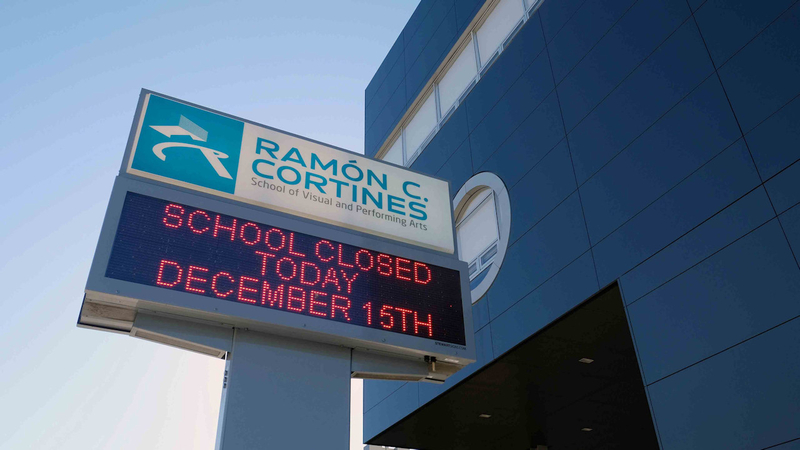 RAMÓN C.
CORTINES
School of Visual and Performing Arts
SCHOOL CLOSED
TODAY
DECEMBER 15TH